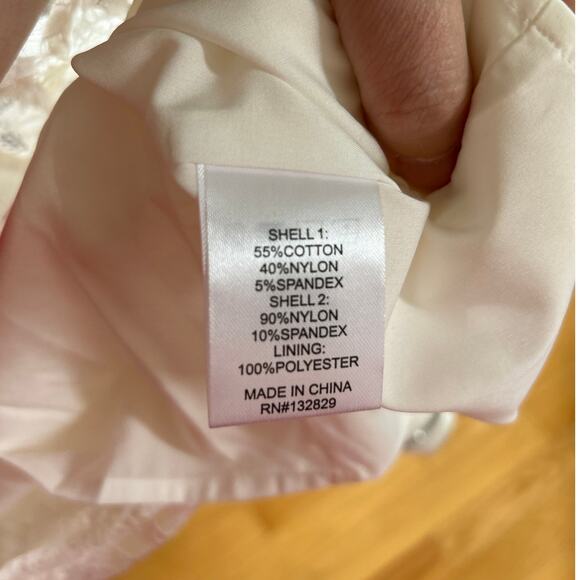 SHELL 1:
55%COTTON
40%NYLON
5%SPANDEX
SHELL 2:
90%NYLON
10%SPANDEX
LINING:
100%POLYESTER
MADE IN CHINA
RN#132829